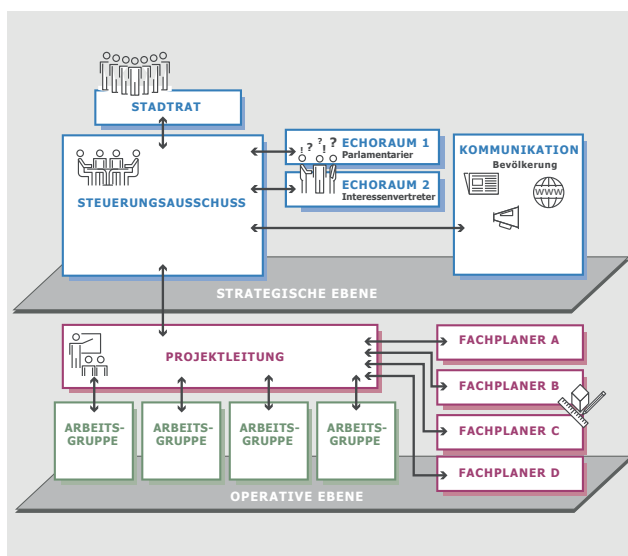 STADTRAT
! ? ? ! ?
ECHORAUM 1
Parlamentarier
KOMMUNIKATION
Bevölkerung
WWW
STEUERUNGSAUSSCHUSS
ECHORAUM 2
Interessenvertreter
STRATEGISCHE EBENE
PROJEKTLEITUNG
FACHPLANER A
FACHPLANER B
FACHPLANER C
FACHPLANER D
ARBEITS-
GRUPPE
ARBEITS-
GRUPPE
ARBEITS-
GRUPPE
ARBEITS-
GRUPPE
OPERATIVE EBENE